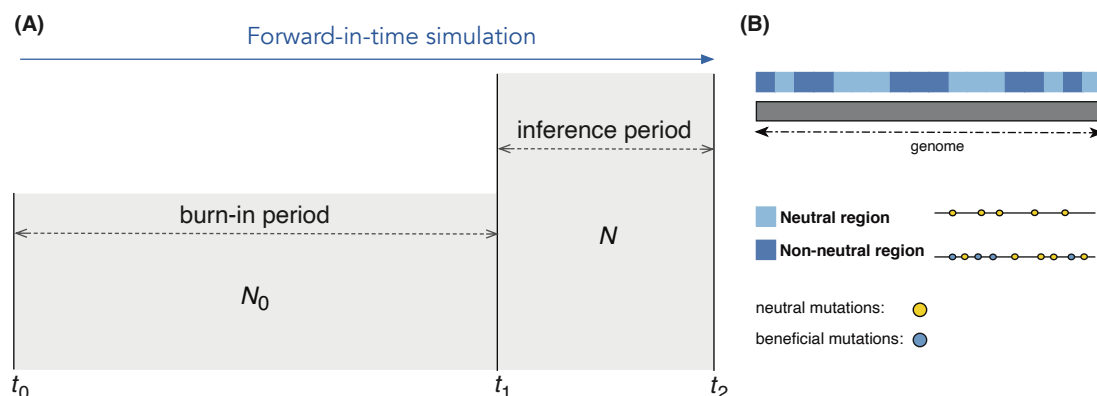 (A)
Forward-in-time simulation
inference period
burn-in period
N
N0
t0
t1
t2
(B)
genome
Neutral region
Non-neutral region
neutral mutations:
beneficial mutations: